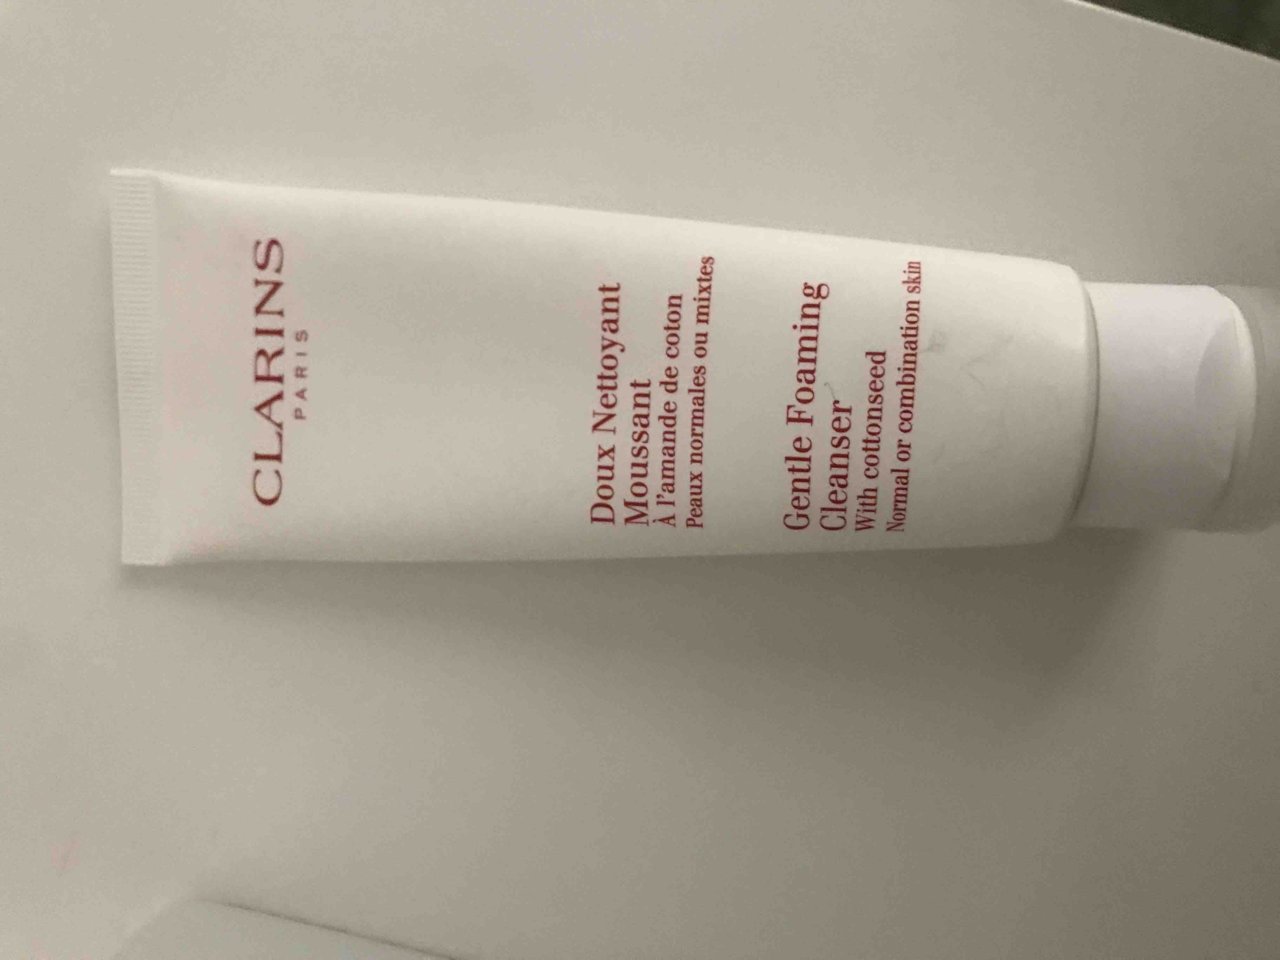 CLARINS
PARIS
Doux Nettoyant
Moussant
À l'amande de coton
Peaux normales ou mixtes
Gentle Foaming
Cleanser
With cottonseed
Normal or combination skin